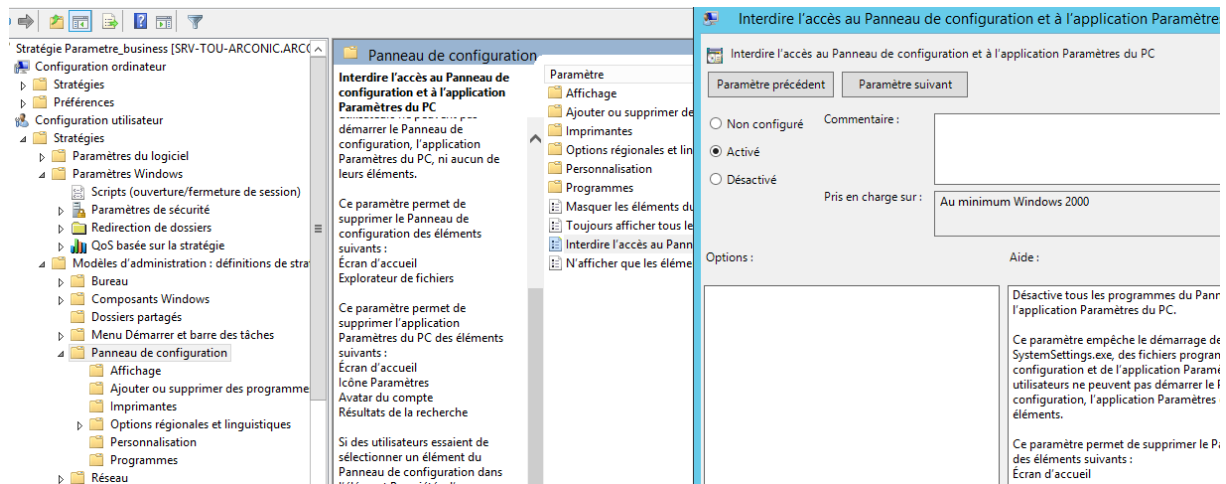 Stratégie Parametre_business [SRV-TOU-ARCONIC.ARC
Configuration ordinateur
Stratégies
Préférences
Configuration utilisateur
Stratégies
Paramètres du logiciel
Paramètres Windows
Scripts (ouverture/fermeture de session)
Paramètres de sécurité
Redirection de dossiers
QoS basée sur la stratégie
Modèles d'administration : définitions de stra
Bureau
Composants Windows
Dossiers partagés
Menu Démarrer et barre des tâches
Panneau de configuration
Affichage
Ajouter ou supprimer des programme
Imprimantes
Options régionales et linguistiques
Personnalisation
Programmes
Réseau
Panneau de configuration
Interdire l'accès au Panneau de
configuration et à l'application
Paramètres du PC
utilisateurs ne peuvent pas
démarrer le Panneau de
configuration, l'application
Paramètres du PC, ni aucun de
leurs éléments.
Ce paramètre permet de
supprimer le Panneau de
configuration des éléments
suivants :
Écran d'accueil
Explorateur de fichiers
Ce paramètre permet de
supprimer l'application
Paramètres du PC des éléments
suivants :
Écran d'accueil
Icône Paramètres
Avatar du compte
Résultats de la recherche
Si des utilisateurs essaient de
sélectionner un élément du
Panneau de configuration dans
Paramètre
Affichage
Ajouter ou supprimer de
Imprimantes
Options régionales et lin
Personnalisation
Programmes
Masquer les éléments du
Toujours afficher tous le
Interdire l'accès au Pann
N'afficher que les éléme
Interdire l'accès au Panneau de configuration et à l'application Paramètre
Interdire l'accès au Panneau de configuration et à l'application Paramètres du PC
Paramètre précédent
Paramètre suivant
Non configuré
Commentaire :
Activé
Désactivé
Pris en charge sur :
Au minimum Windows 2000
Options :
Aide :
Désactive tous les programmes du Pann
l'application Paramètres du PC.
Ce paramètre empêche le démarrage de
SystemSettings.exe, des fichiers program
configuration et de l'application Paramè
utilisateurs ne peuvent pas démarrer le P
configuration, l'application Paramètres
éléments.
Ce paramètre permet de supprimer le Pa
des éléments suivants :
Écran d'accueil